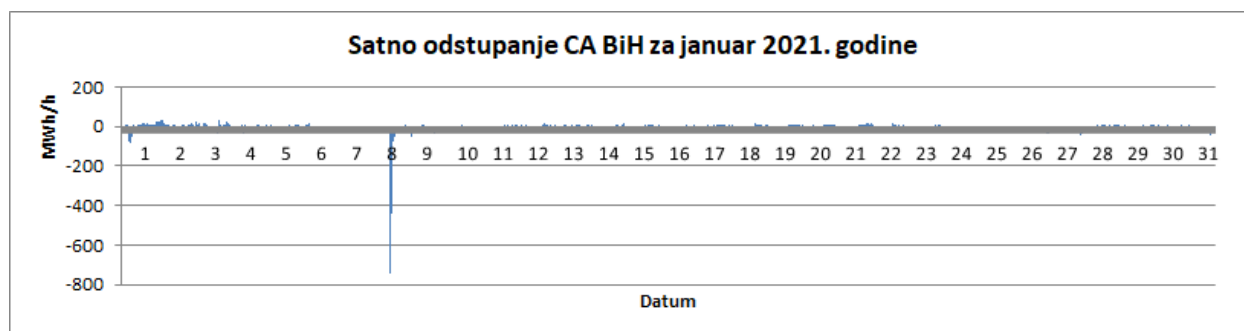 Satno odstupanje CA BiH za januar 2021. godine
MWh/h
200
0
-200
-400
-600
-800
1 2 3 4 5 6 7 8 9 10 11 12 13 14 15 16 17 18 19 20 21 22 23 24 25 26 27 28 29 30 31
Datum